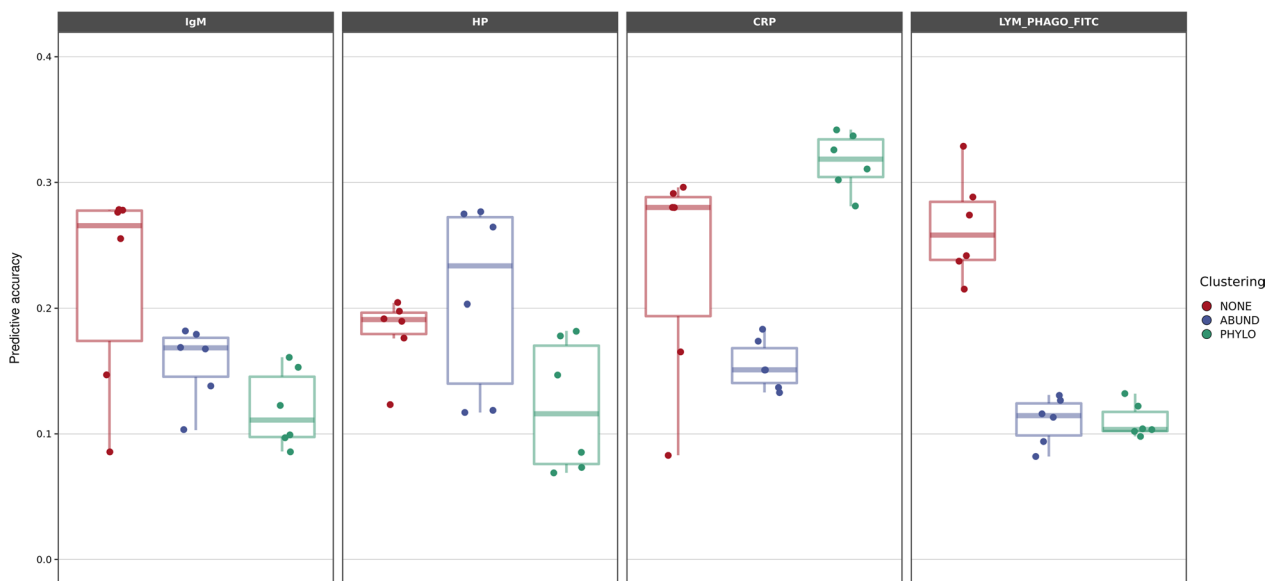 IgM
HP
CRP
LYM_PHAGO_FITC
0.4
0.3
0.2
0.1
0.0
Predictive accuracy
Clustering
NONE
ABUND
PHYLO